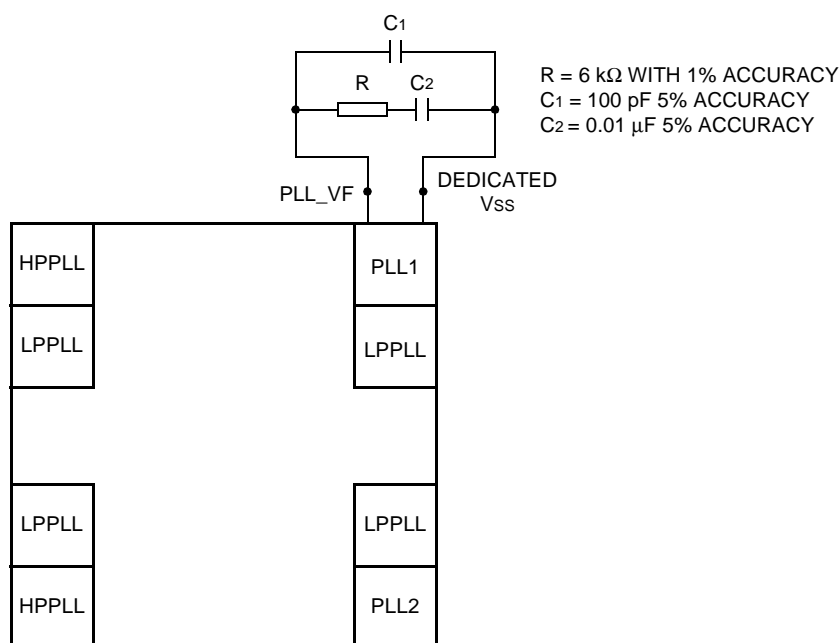 C1
R
C2
R = 6 kΩ WITH 1% ACCURACY
C1 = 100 pF 5% ACCURACY
C2 = 0.01 μF 5% ACCURACY
PLL_VF
DEDICATED
VSS
HPPLL
PLL1
LPPLL
LPPLL
LPPLL
LPPLL
HPPLL
PLL2